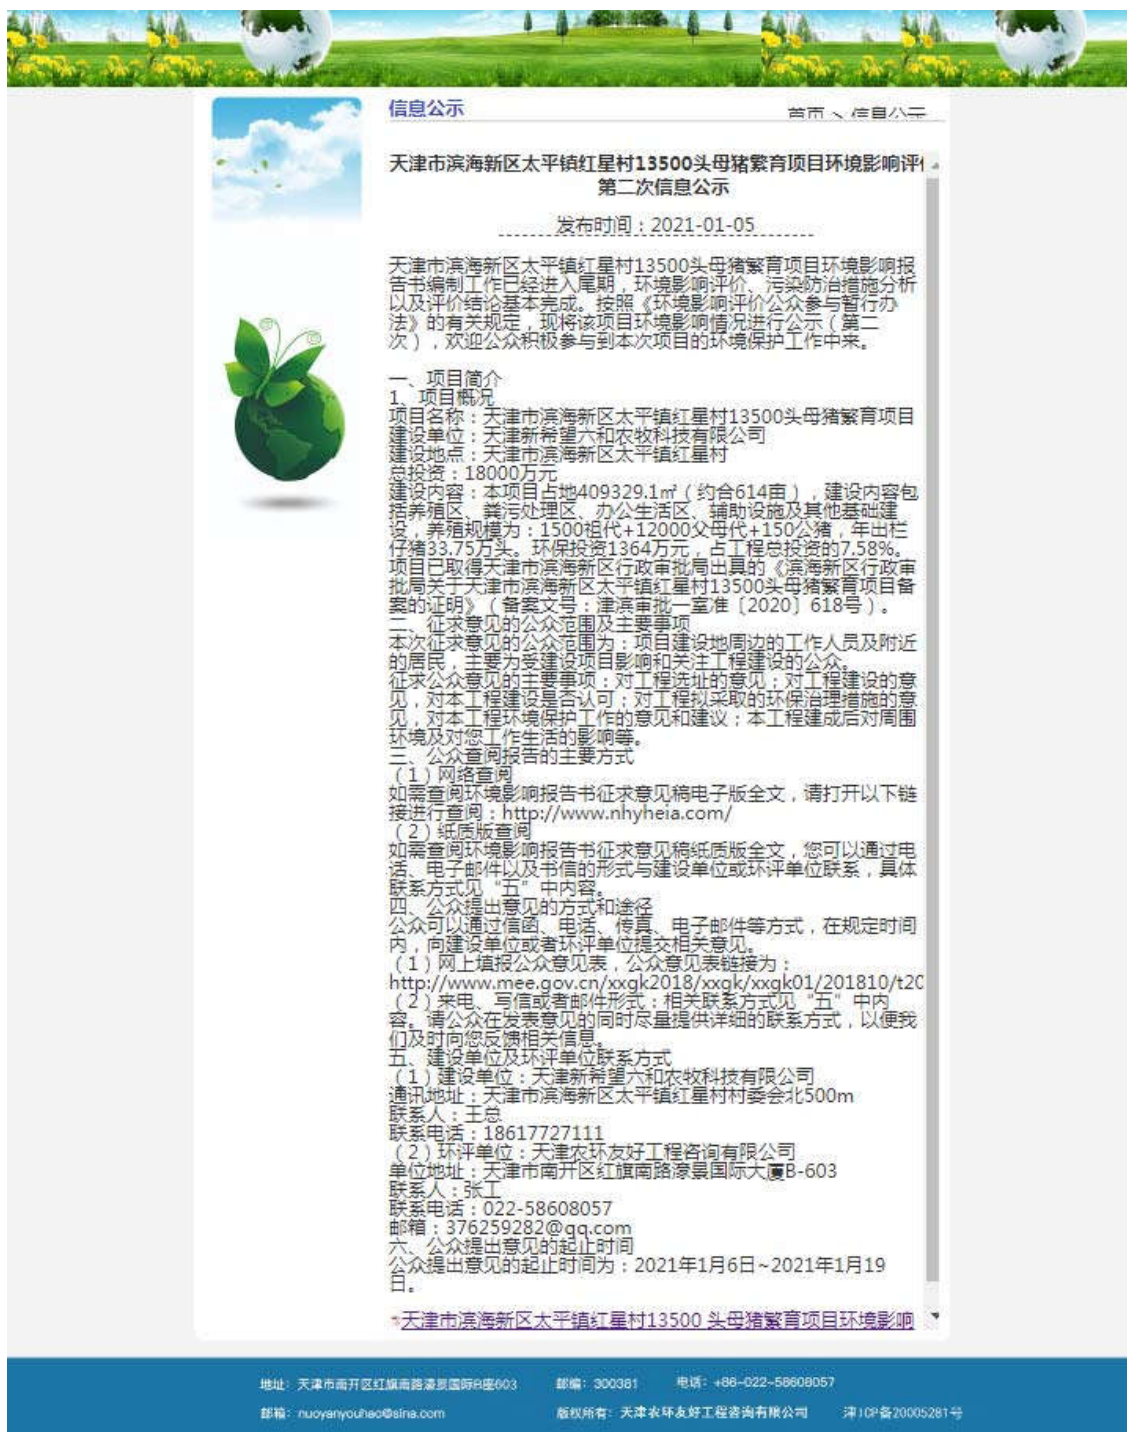 信息公示
首页 > 信息公示
天津市滨海新区太平镇红星村13500头母猪繁育项目环境影响评
第二次信息公示
发布时间：2021-01-05
天津市滨海新区太平镇红星村13500头母猪繁育项目环境影响报
告书编制工作已经进入尾期，环境影响评价、污染防治措施分析
以及评价结论基本完成。按照《环境影响评价公众参与暂行办
法》的有关规定，现将该项目环境影响情况进行公示（第二
次），欢迎公众积极参与到本次项目的环境保护工作中来。
一、项目简介
1、项目概况
项目名称：天津市滨海新区太平镇红星村13500头母猪繁育项目
建设单位：天津新希望六和农牧科技有限公司
建设地点：天津市滨海新区太平镇红星村
总投资：18000万元
建设内容：本项目占地409329.1㎡（约合614亩），建设内容包
括养殖区、粪污处理区、办公生活区、辅助设施及其他基础建
设，养殖规模为：1500祖代+12000父母代+150公猪，年出栏
仔猪33.75万头。环保投资1364万元，占工程总投资的7.58%。
项目已取得天津市滨海新区行政审批局出具的《滨海新区行政审
批局关于天津市滨海新区太平镇红星村13500头母猪繁育项目备
案的证明》（备案文号：津滨审批一室准〔2020〕618号）。
二、征求意见的公众范围及主要事项
本次征求意见的公众范围为：项目建设地周边的工作人员及附近
的居民，主要为受建设项目影响和关注工程建设的公众。
征求公众意见的主要事项：对工程选址的意见；对工程建设的意
见，对本工程建设是否认可；对工程拟采取的环保治理措施的意
见，对本工程环境保护工作的意见和建议；本工程建成后对周围
环境及对您工作生活的影响等。
三、公众查阅报告的主要方式
（1）网络查阅
如需查阅环境影响报告书征求意见稿电子版全文，请打开以下链
接进行查阅：http://www.nhyheia.com/
（2）纸质版查阅
如需查阅环境影响报告书征求意见稿纸质版全文，您可以通过电
话、电子邮件以及书信的形式与建设单位或环评单位联系，具体
联系方式见“五”中内容。
四、公众提出意见的方式和途径
公众可以通过信函、电话、传真、电子邮件等方式，在规定时间
内，向建设单位或者环评单位提交相关意见。
（1）网上填报公众意见表，公众意见表链接为：
http://www.mee.gov.cn/xxgk2018/xxgk/xxgk01/201810/t20
（2）来电、写信或者邮件形式：相关联系方式见“五”中内
容。请公众在发表意见的同时尽量提供详细的联系方式，以便我
们及时向您反馈相关信息。
五、建设单位及环评单位联系方式
（1）建设单位：天津新希望六和农牧科技有限公司
通讯地址：天津市滨海新区太平镇红星村村委会北500m
联系人：王总
联系电话：18617727111
（2）环评单位：天津农环友好工程咨询有限公司
单位地址：天津市南开区红旗南路濠景国际大厦B-603
联系人：张工
联系电话：022-58608057
邮箱：376259282@qq.com
六、公众提出意见的起止时间
公众提出意见的起止时间为：2021年1月6日~2021年1月19
日。
天津市滨海新区太平镇红星村13500 头母猪繁育项目环境影响
地址：天津市南开区红旗南路濠景国际B座603 邮编：300381 电话：+86-022-58608057
邮箱：nuoyanyouhao@sina.com 版权所有：天津农环友好工程咨询有限公司 津ICP备20005281号